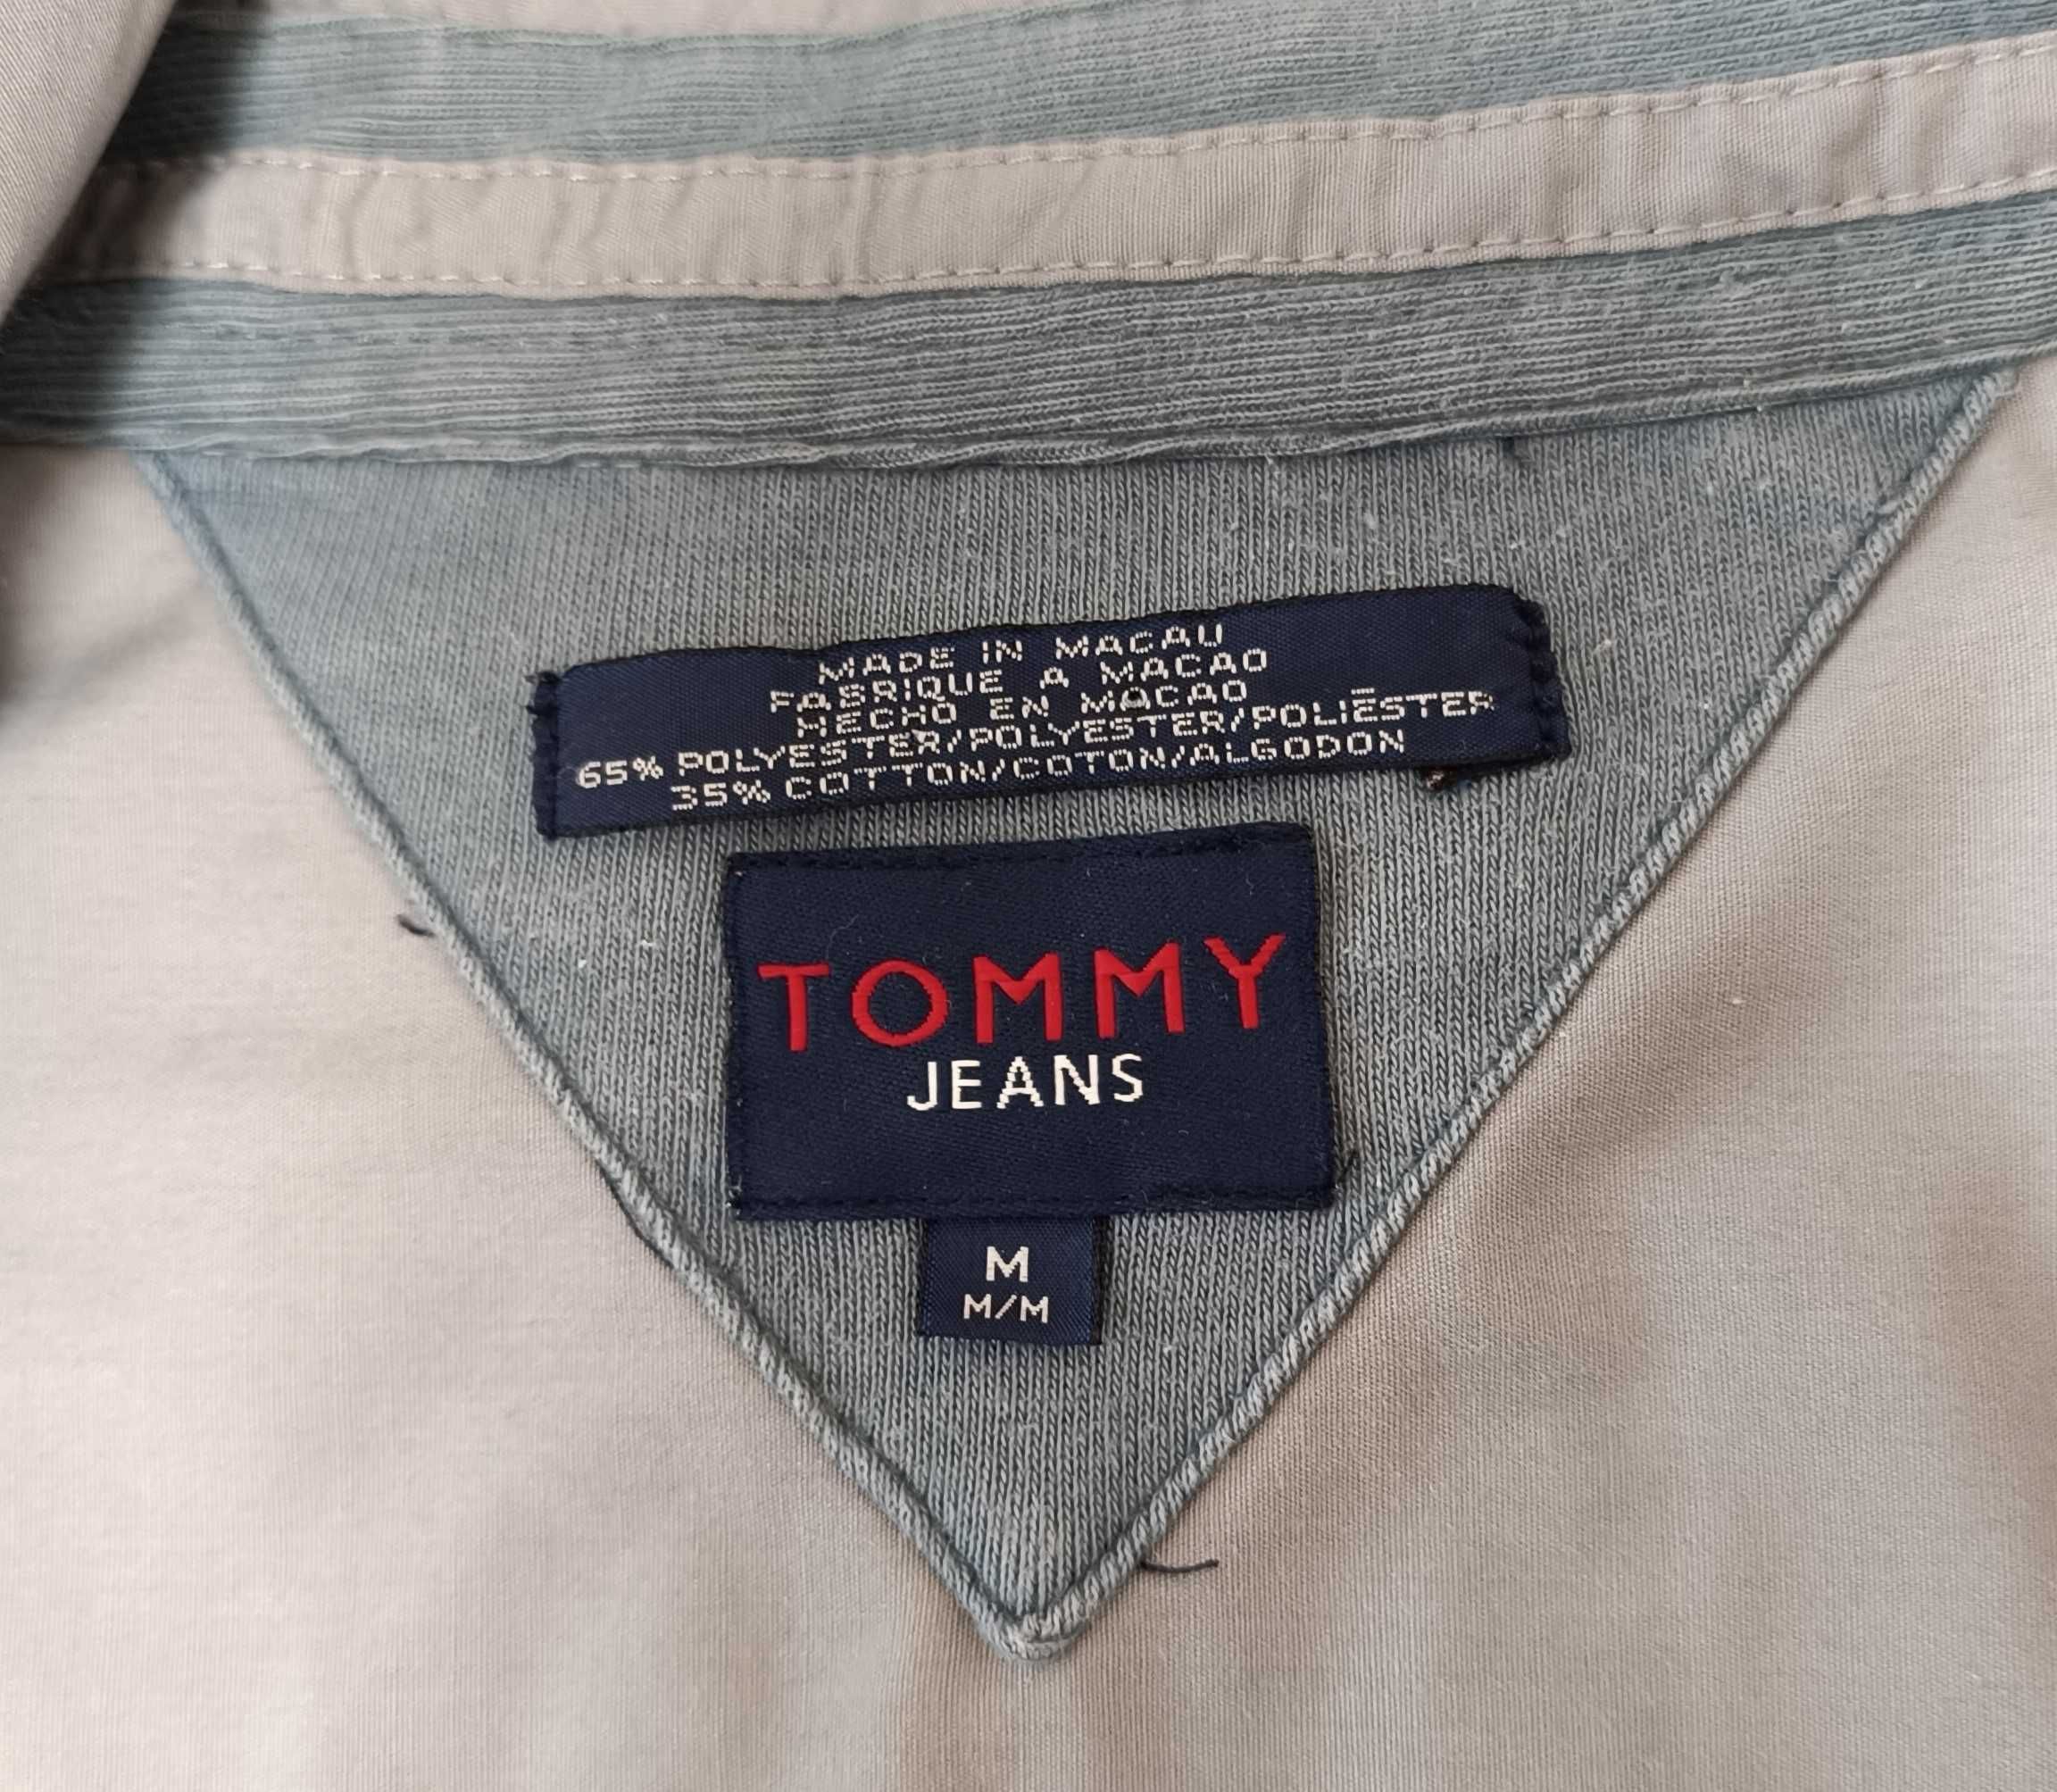 MADE IN MACAU
FABRIQUE A MACAO
HECHO EN MACAO
65% POLYESTER/POLYESTER/POLIÉSTER
35% COTTON/COTON/ALGODON
TOMMY
JEANS
M
M/M